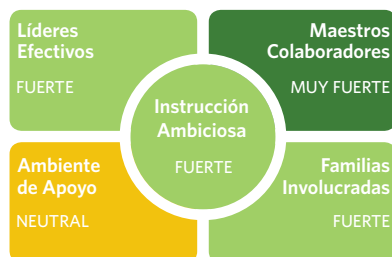 Líderes
Efectivos
FUERTE
Maestros
Colaboradores
MUY FUERTE
Instrucción
Ambiciosa
FUERTE
Ambiente
de Apoyo
NEUTRAL
Familias
Involucradas
FUERTE